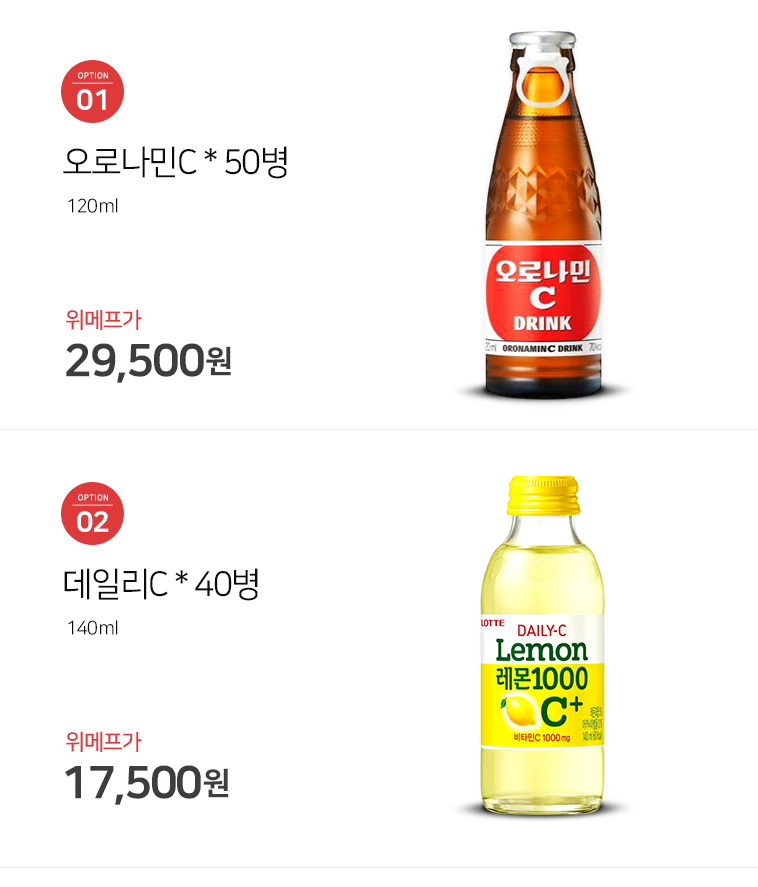 OPTION
01
오로나민C * 50병
120ml
위메프가
29,500원
오로나민
C
DRINK
ORONAMIN C DRINK
OPTION
02
데일리C * 40병
140ml
위메프가
17,500원
LOTTE
DAILY-C
Lemon
레몬1000
C+
비타민C 1000mg